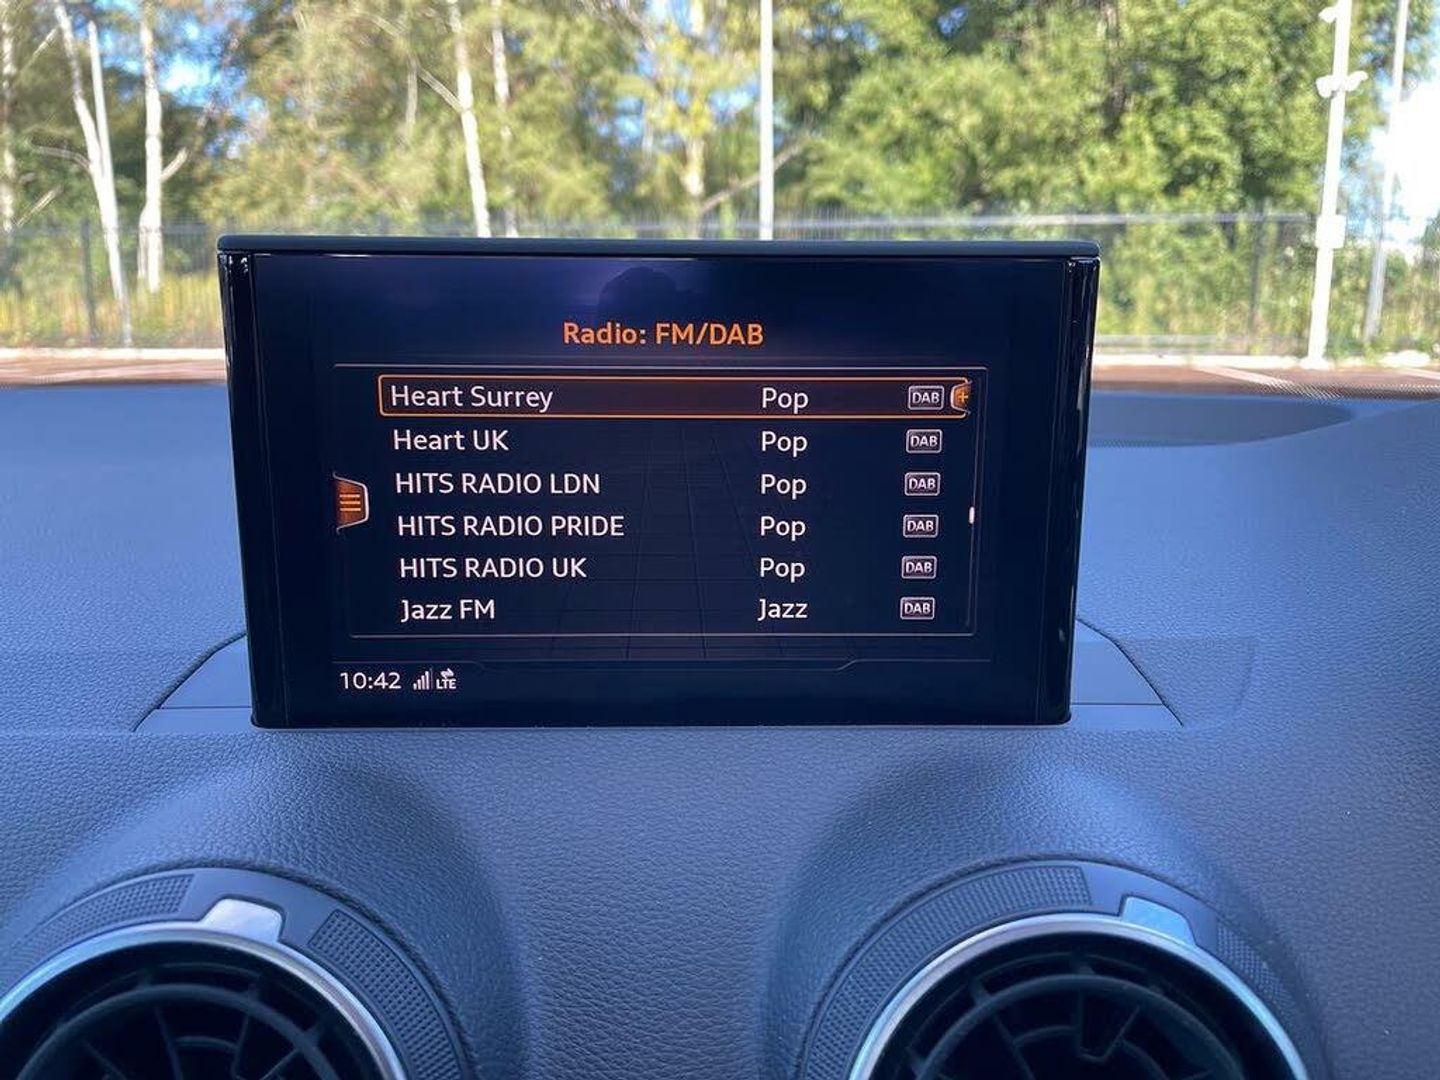 Radio: FM/DAB
Heart Surrey Pop DAB +
Heart UK Pop DAB
HITS RADIO LDN Pop DAB
HITS RADIO PRIDE Pop DAB
HITS RADIO UK Pop DAB
Jazz FM Jazz DAB
10:42 LTE